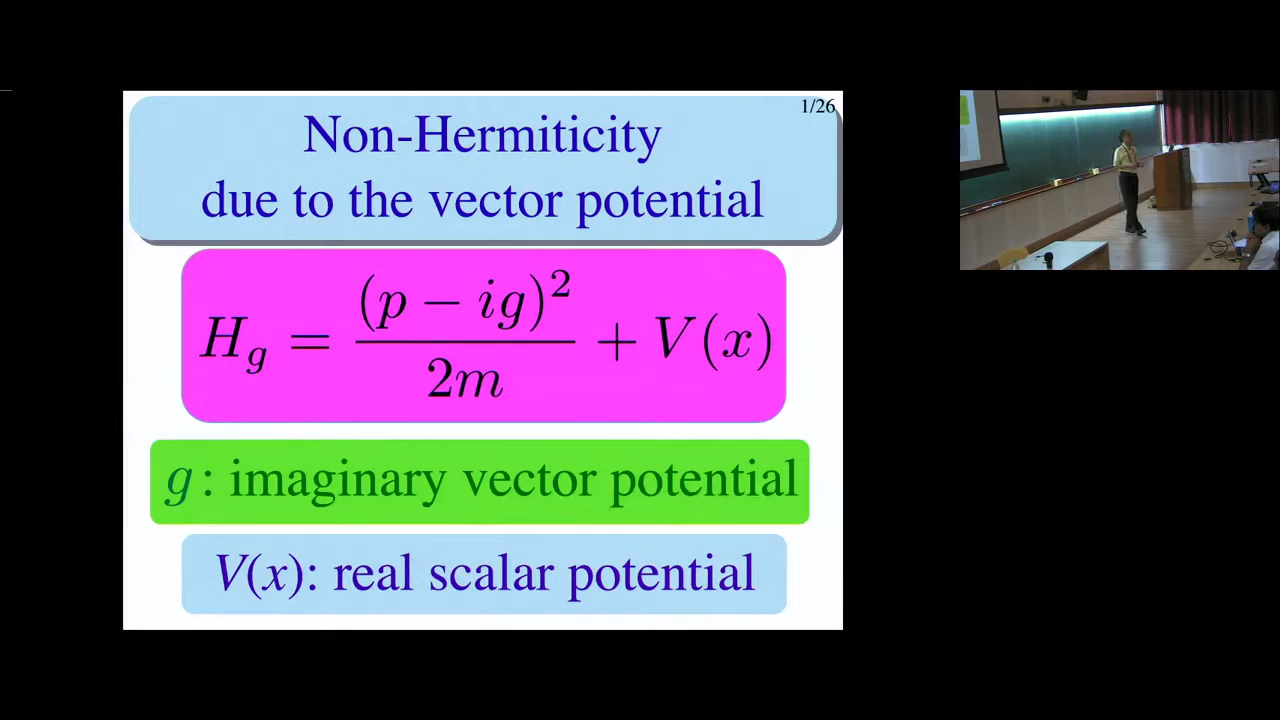 1/26
Non-Hermiticity
due to the vector potential
H_g = \frac{(p - ig)^2}{2m} + V(x)
g : imaginary vector potential
V(x): real scalar potential